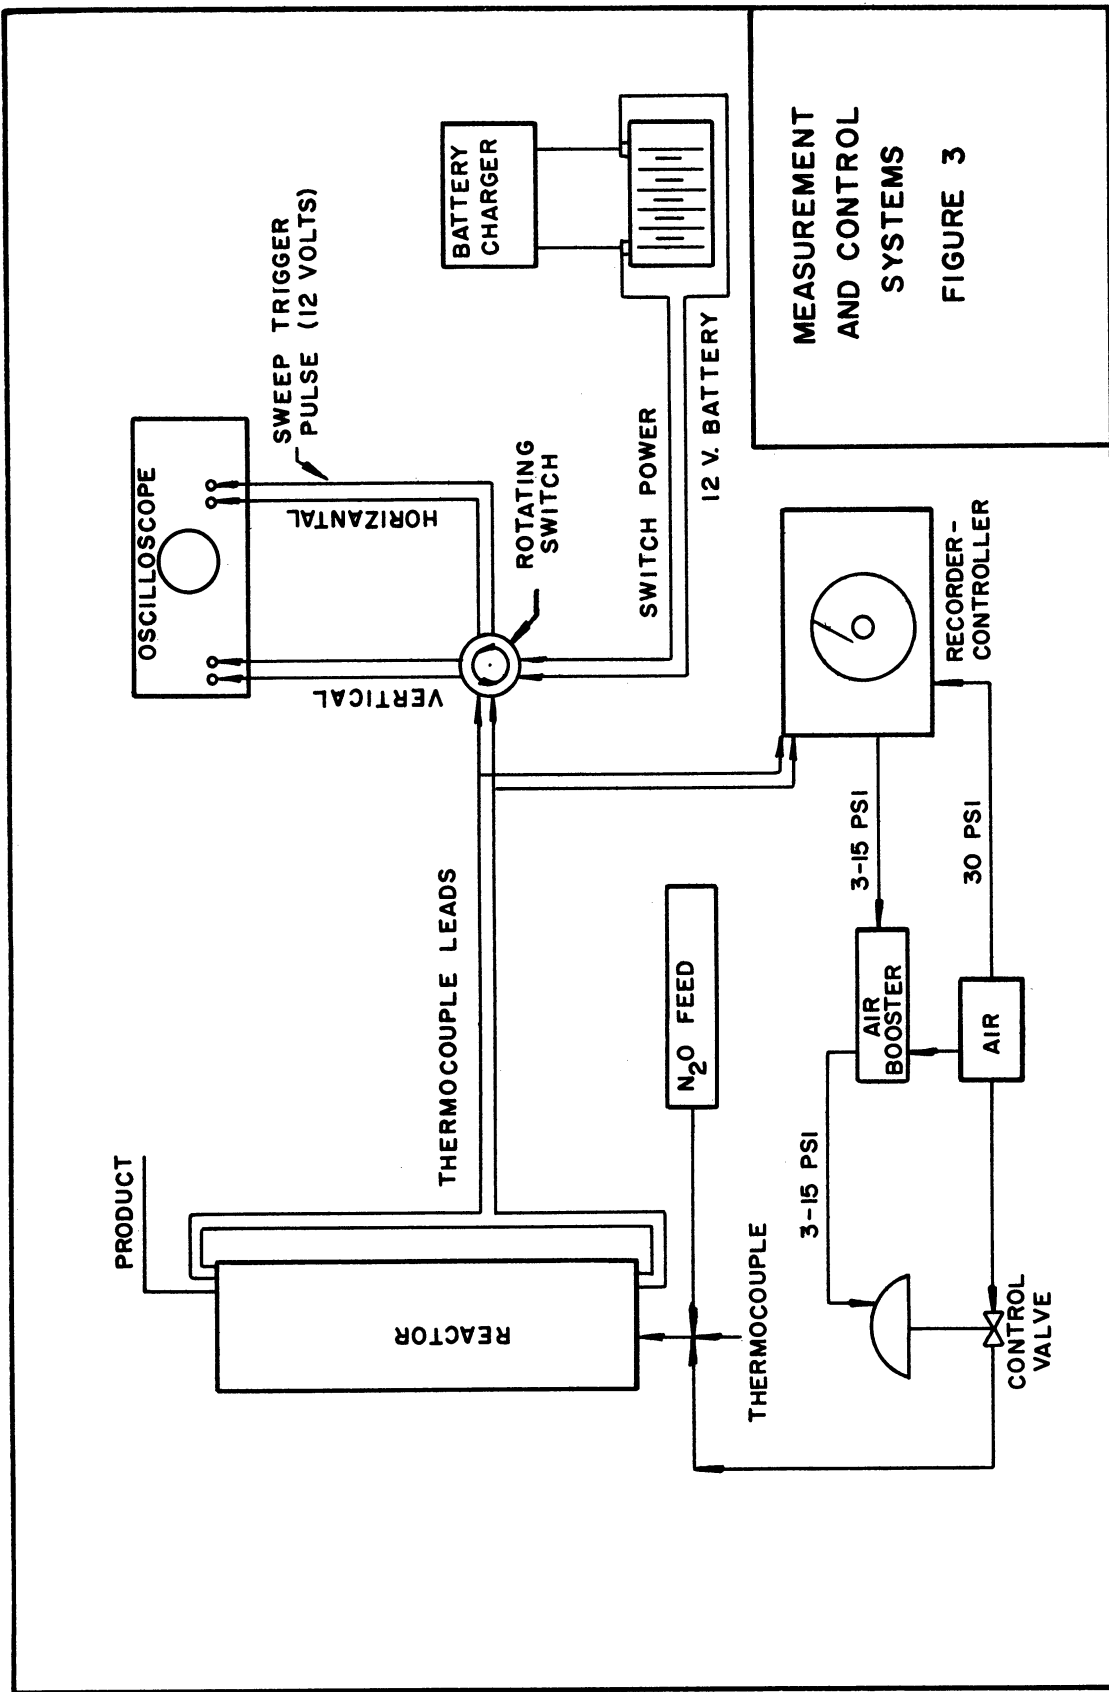 PRODUCT
REACTOR
THERMOCOUPLE LEADS
N2O FEED
THERMOCOUPLE
3-15 PSI
CONTROL
VALVE
AIR
BOOSTER
AIR
3-15 PSI
30 PSI
RECORDER-
CONTROLLER
OSCILLOSCOPE
VERTICAL
HORIZANTAL
SWEEP TRIGGER
PULSE (12 VOLTS)
ROTATING
SWITCH
BATTERY
CHARGER
SWITCH POWER
12 V. BATTERY
MEASUREMENT
AND CONTROL
SYSTEMS
FIGURE 3